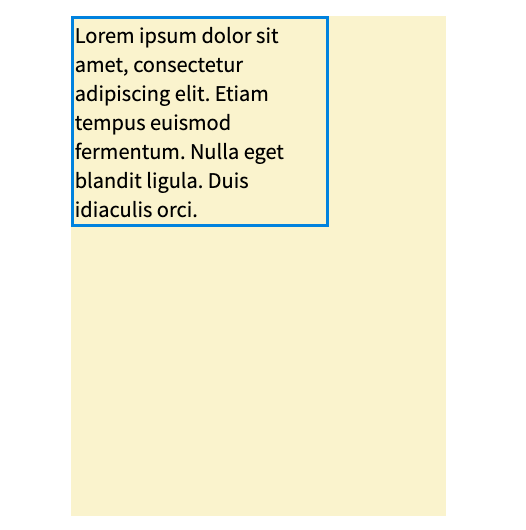 Lorem ipsum dolor sit
amet, consectetur
adipiscing elit. Etiam
tempus euismod
fermentum. Nulla eget
blandit ligula. Duis
idiaculis orci.